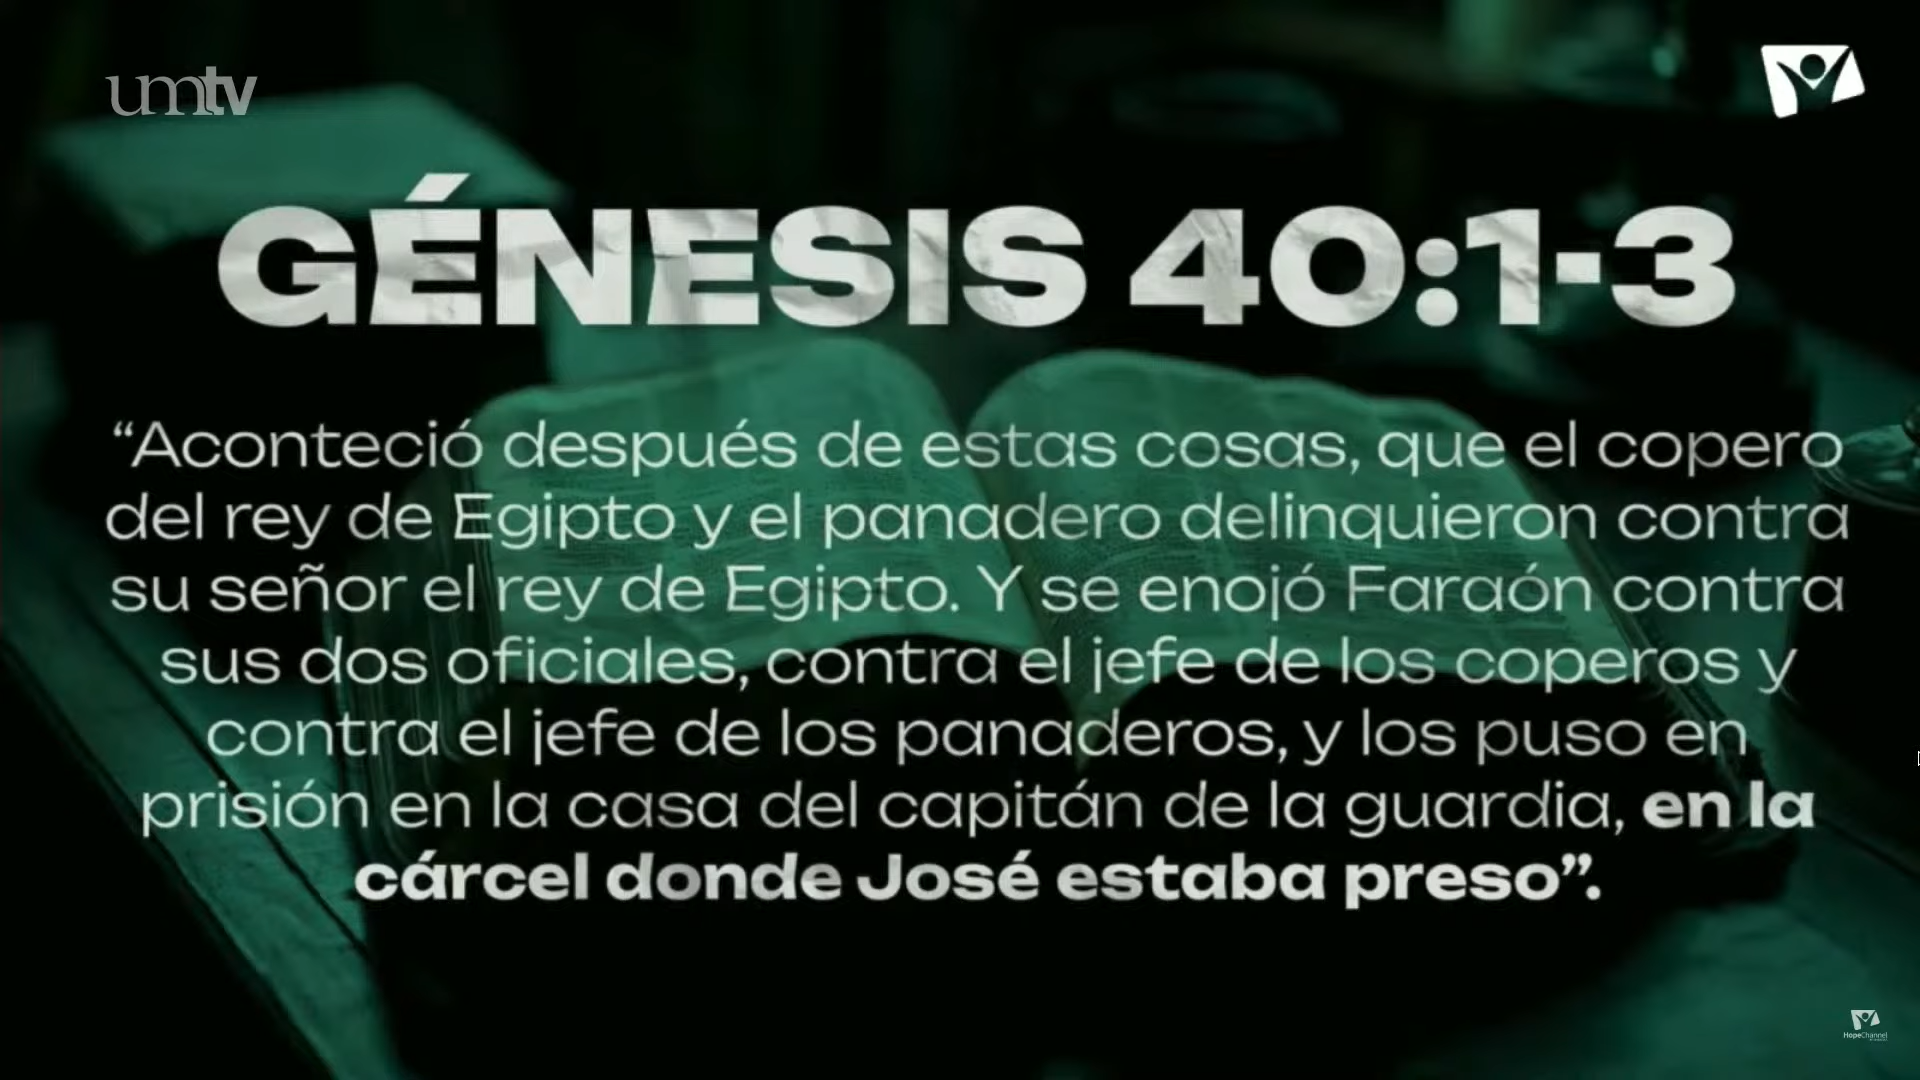 umtv
GÉNESIS 40:1-3
“Aconteció después de estas cosas, que el copero
del rey de Egipto y el panadero delinquieron contra
su señor el rey de Egipto. Y se enojó Faraón contra
sus dos oficiales, contra el jefe de los coperos y
contra el jefe de los panaderos, y los puso en
prisión en la casa del capitán de la guardia, en la
cárcel donde José estaba preso”.
HopeChannel